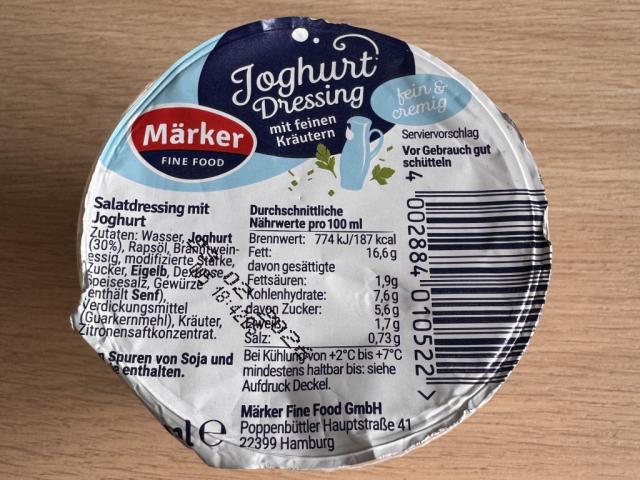 Joghurt
Dressing
mit feinen
Kräutern
fein &
cremig
Märker
FINE FOOD
Serviervorschlag
Vor Gebrauch gut
schütteln
Salatdressing mit
Joghurt
Zutaten: Wasser, Joghurt
(30%), Rapsöl, Branntwein-
essig, modifizierte Stärke,
Zucker, Eigelb, Dextrose,
Speisesalz, Gewürze
(enthält Senf),
Verdickungsmittel
(Guarkernmehl), Kräuter,
Zitronensaftkonzentrat.
Spuren von Soja und
enthalten.
Durchschnittliche
Nährwerte pro 100 ml
Brennwert: 774 kJ/187 kcal
Fett: 16,6 g
davon gesättigte
Fettsäuren: 1,9g
Kohlenhydrate: 7,6 g
davon Zucker: 5,6 g
Eiweiß: 1,7 g
Salz: 0,73 g
Bei Kühlung von +2°C bis +7°C
mindestens haltbar bis: siehe
Aufdruck Deckel.
Märker Fine Food GmbH
Poppenbüttler Hauptstraße 41
22399 Hamburg
ml e
4 002884 010522 >